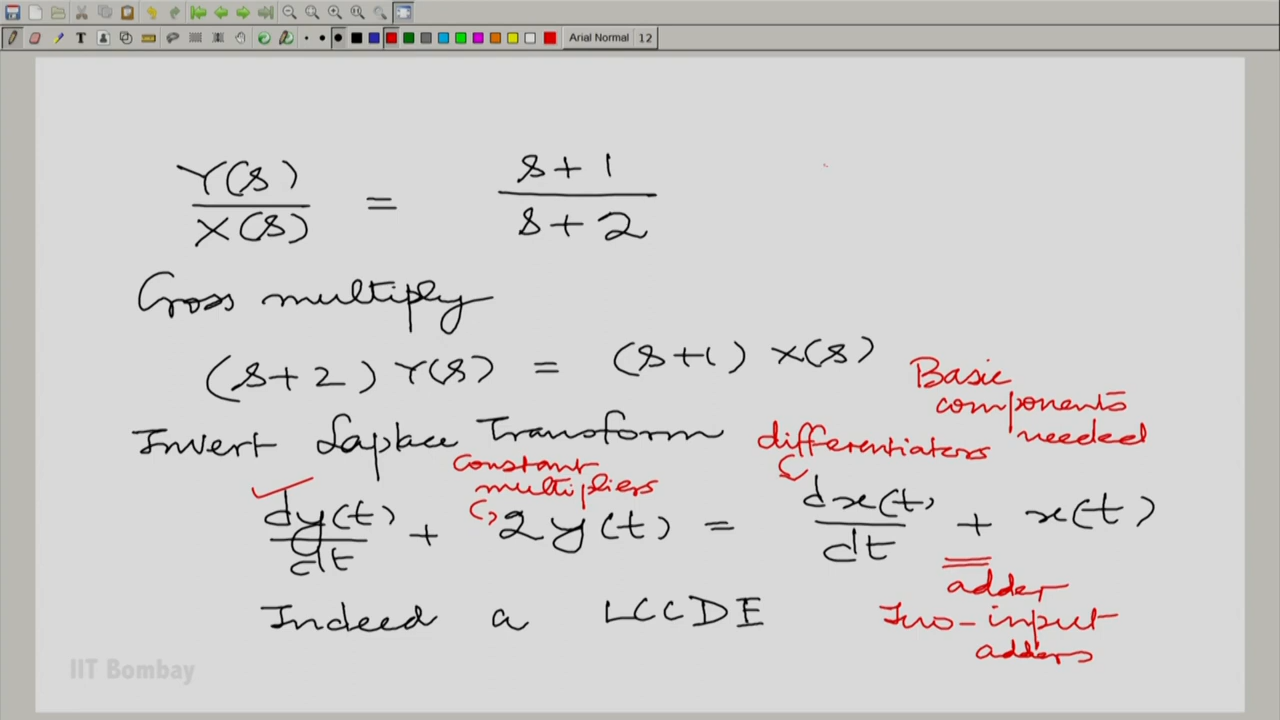 Arial Normal 12
Y(s)/X(s) = (s+1)/(s+2)
Cross multiply
(s+2) Y(s) = (s+1) X(s)
Basic
components
needed
Invert Laplace Transform
differentiators
constant
multipliers
dy(t)/dt + 2y(t) = dx(t)/dt + x(t)
adder
Indeed a LCCDE
Two-input
adders
IIT Bombay